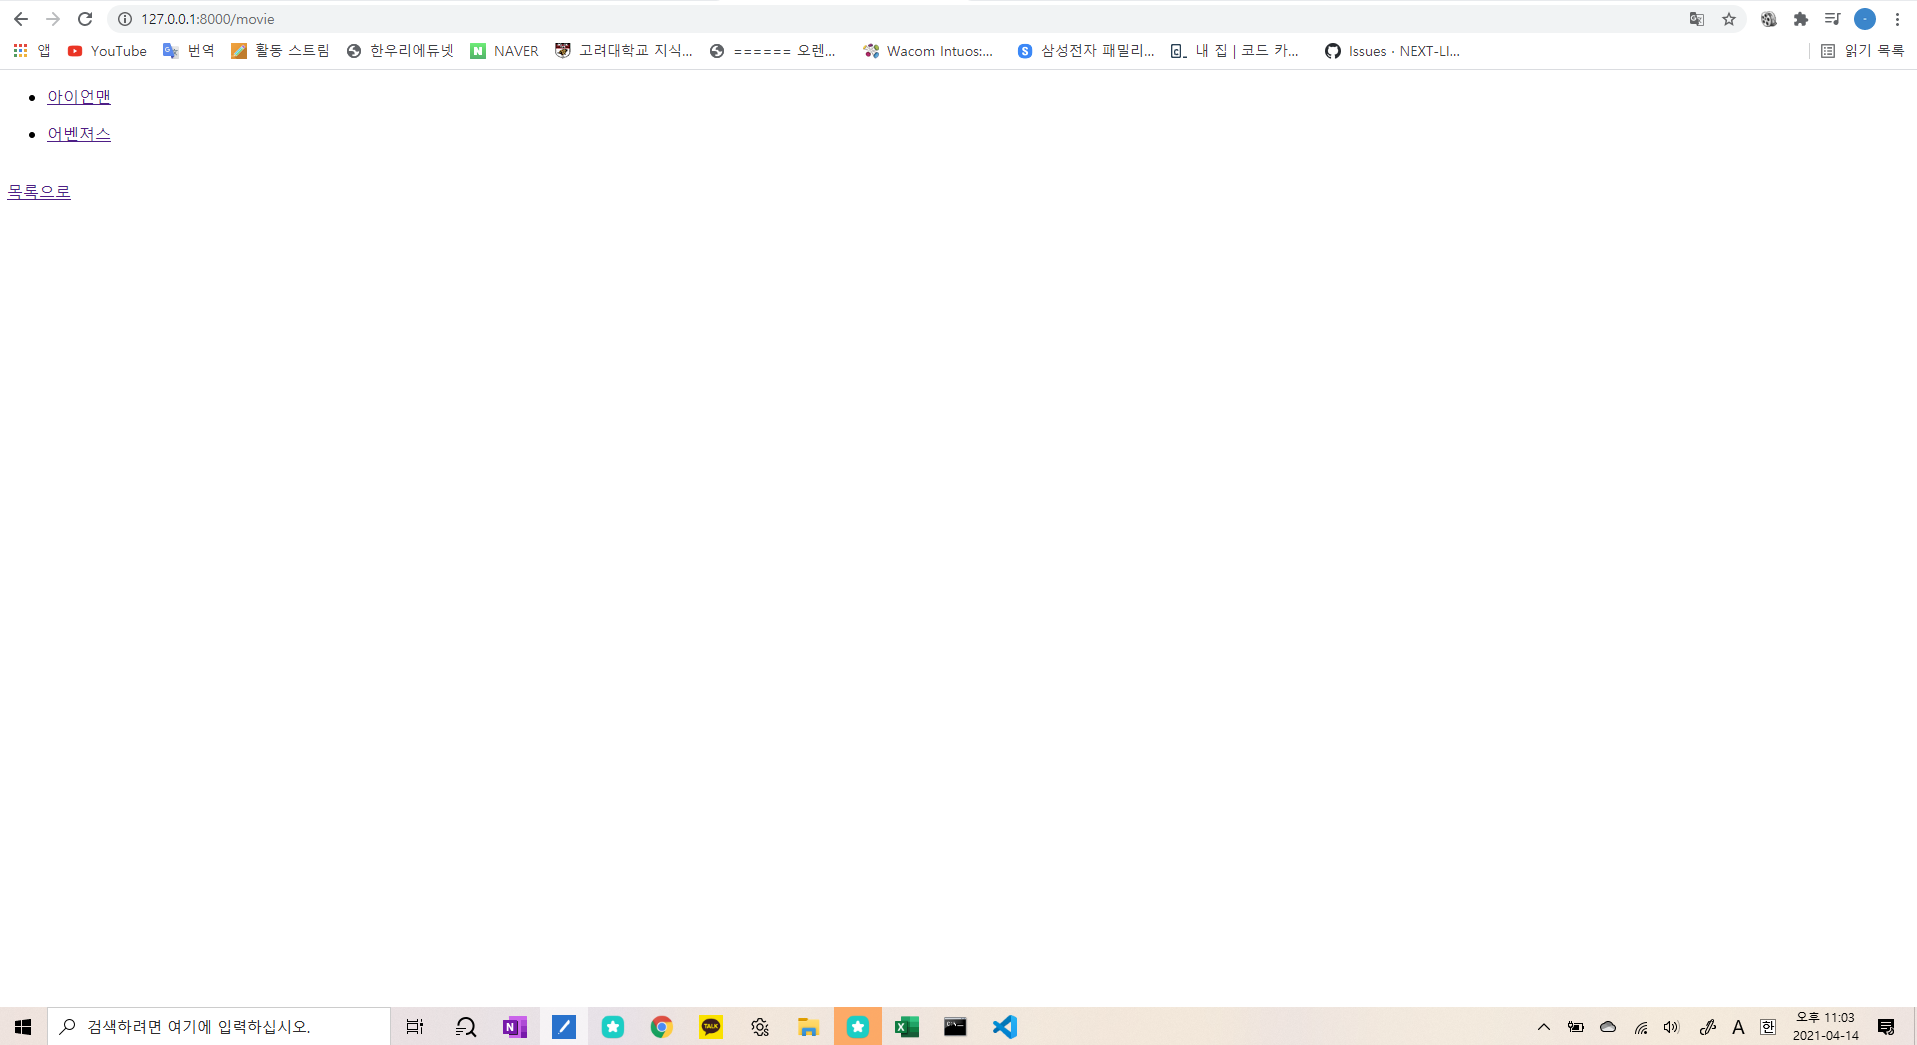 127.0.0.1:8000/movie
앱 YouTube 번역 활동 스트림 한우리에듀넷 NAVER 고려대학교 지식... ====== 오렌... Wacom Intuos:... 삼성전자 패밀리... 내 집 | 코드 카... Issues · NEXT-LI... 읽기 목록
아이언맨
어벤져스
목록으로
검색하려면 여기에 입력하십시오. TALK A 한 오후 11:03
2021-04-14